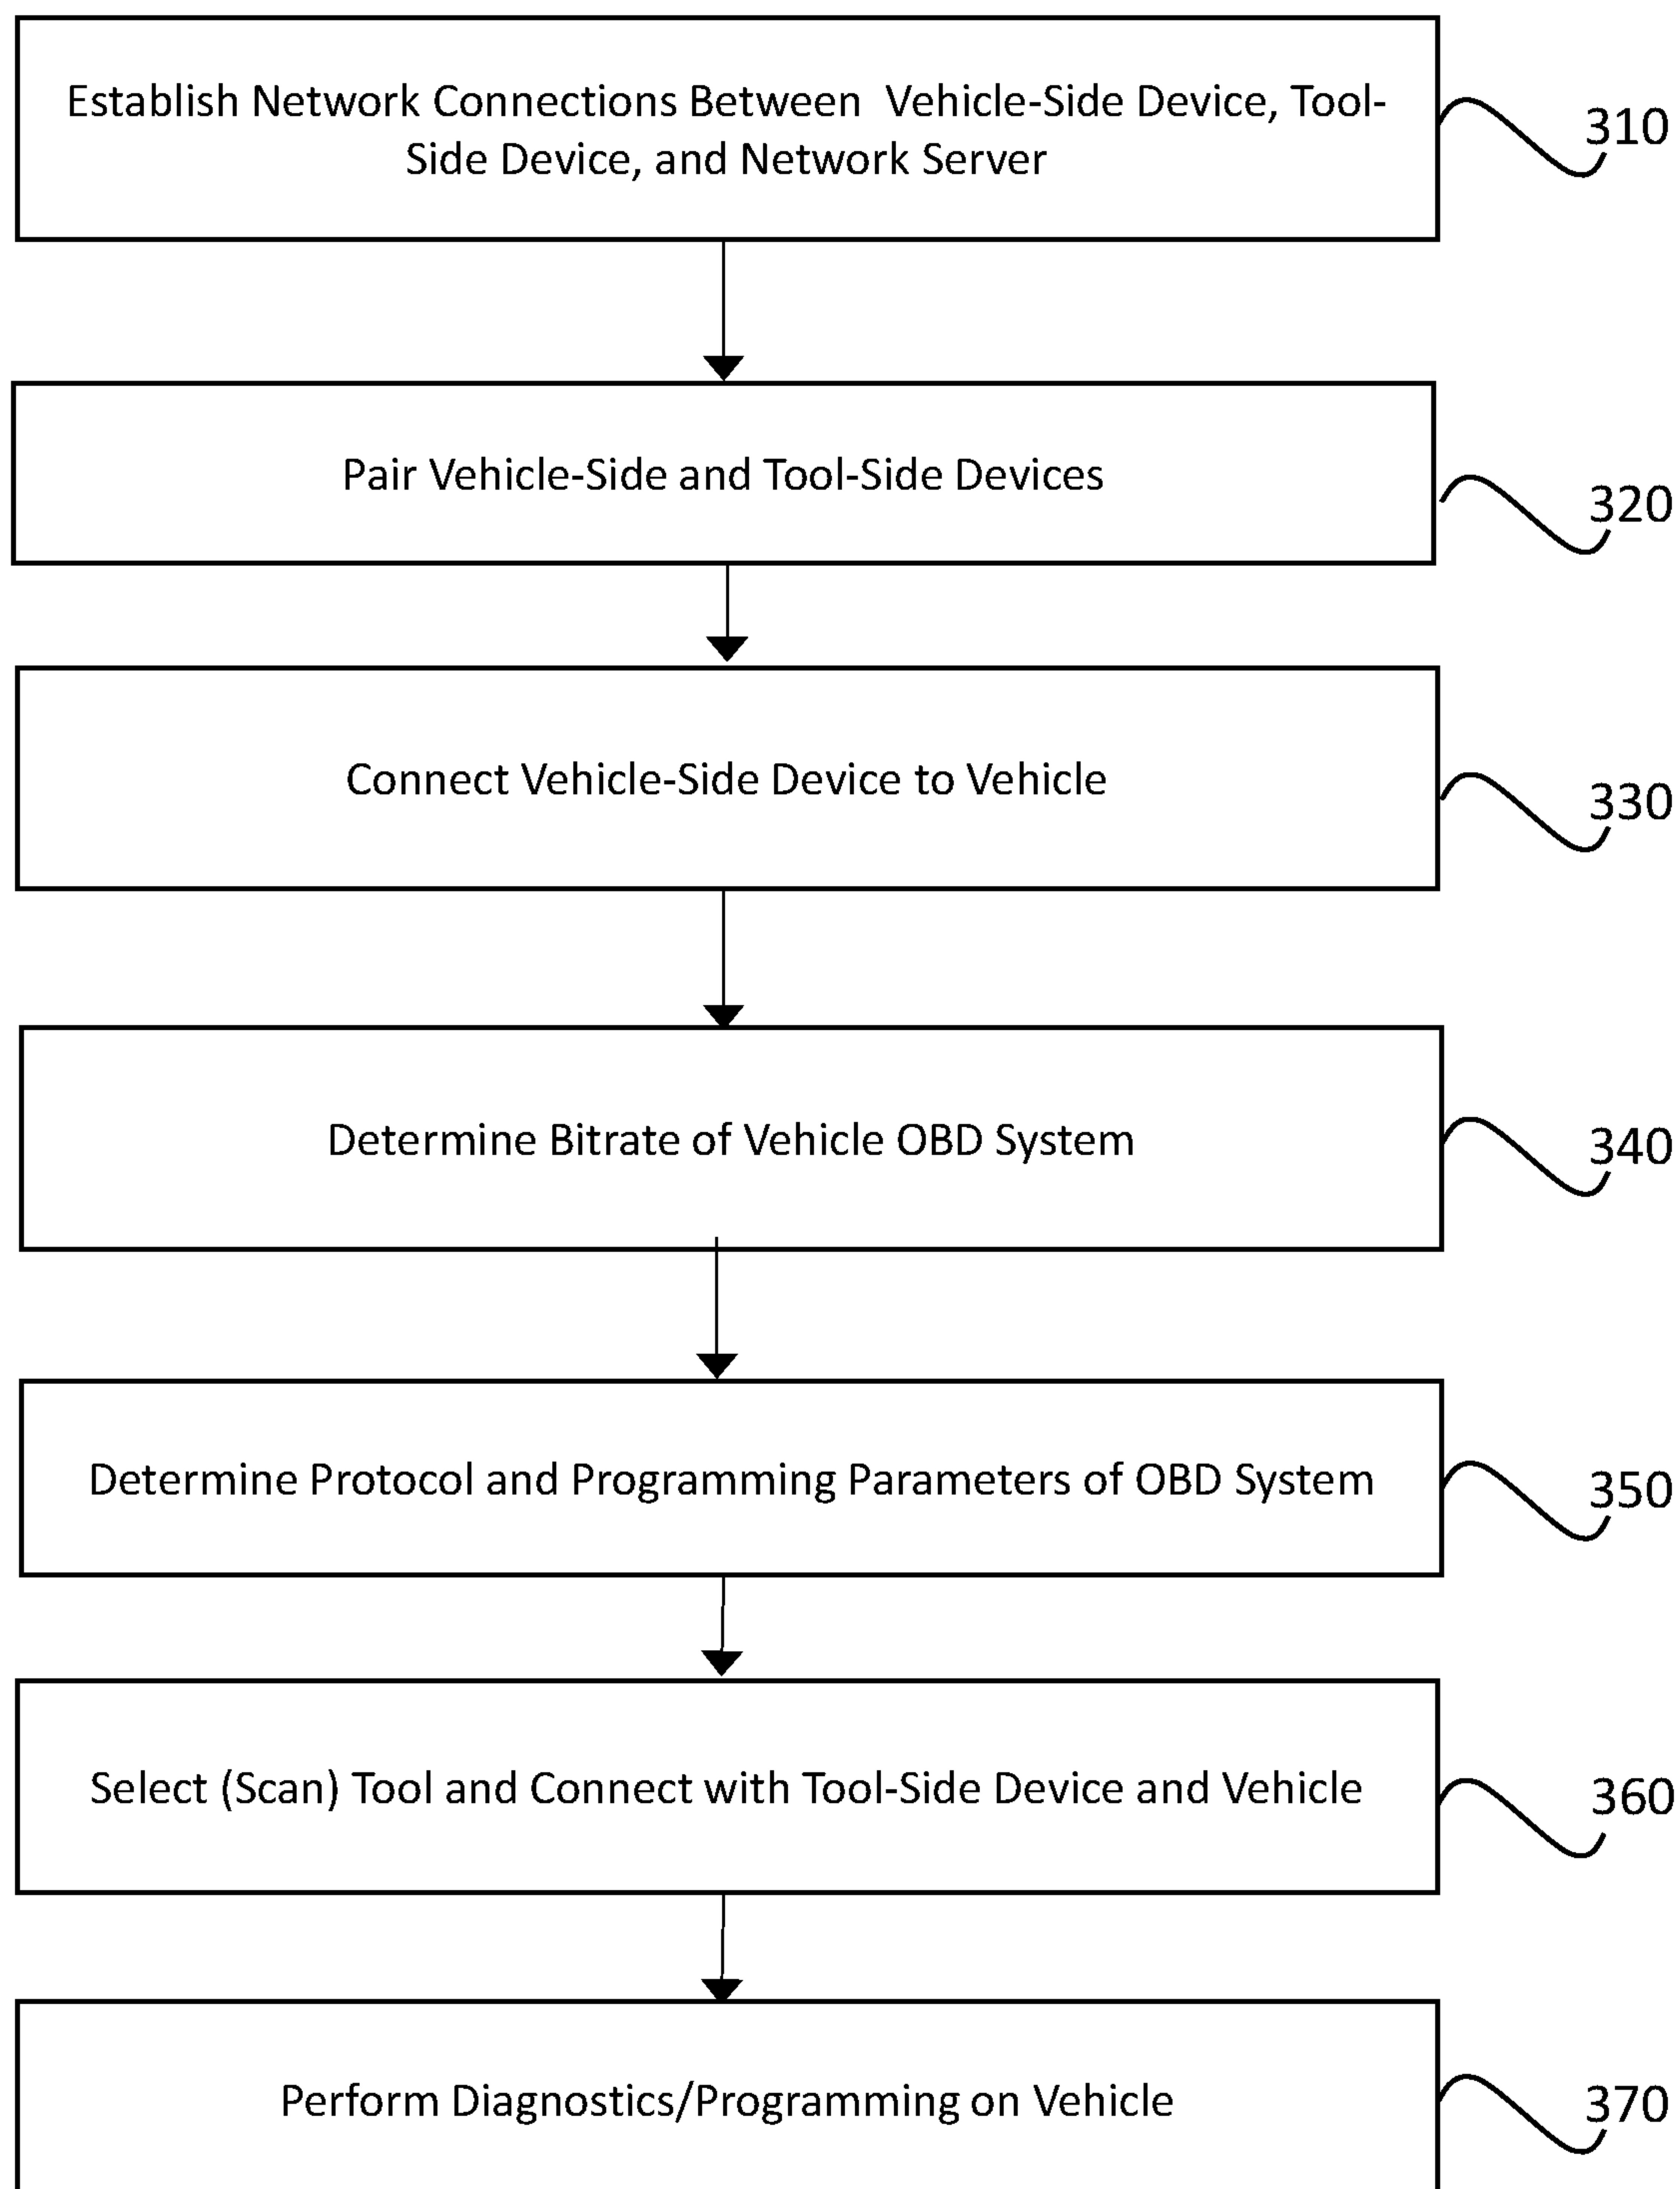 Establish Network Connections Between Vehicle-Side Device, Tool-
Side Device, and Network Server
310
Pair Vehicle-Side and Tool-Side Devices
320
Connect Vehicle-Side Device to Vehicle
330
Determine Bitrate of Vehicle OBD System
340
Determine Protocol and Programming Parameters of OBD System
350
Select (Scan) Tool and Connect with Tool-Side Device and Vehicle
360
Perform Diagnostics/Programming on Vehicle
370